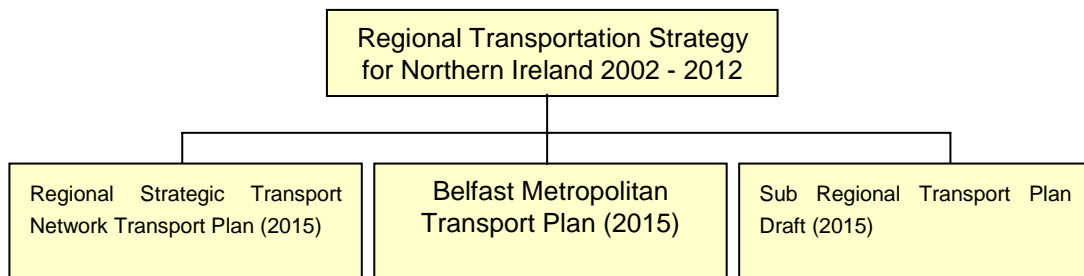 Regional Transportation Strategy
for Northern Ireland 2002 - 2012
Regional Strategic Transport
Network Transport Plan (2015)
Belfast Metropolitan
Transport Plan (2015)
Sub Regional Transport Plan
Draft (2015)